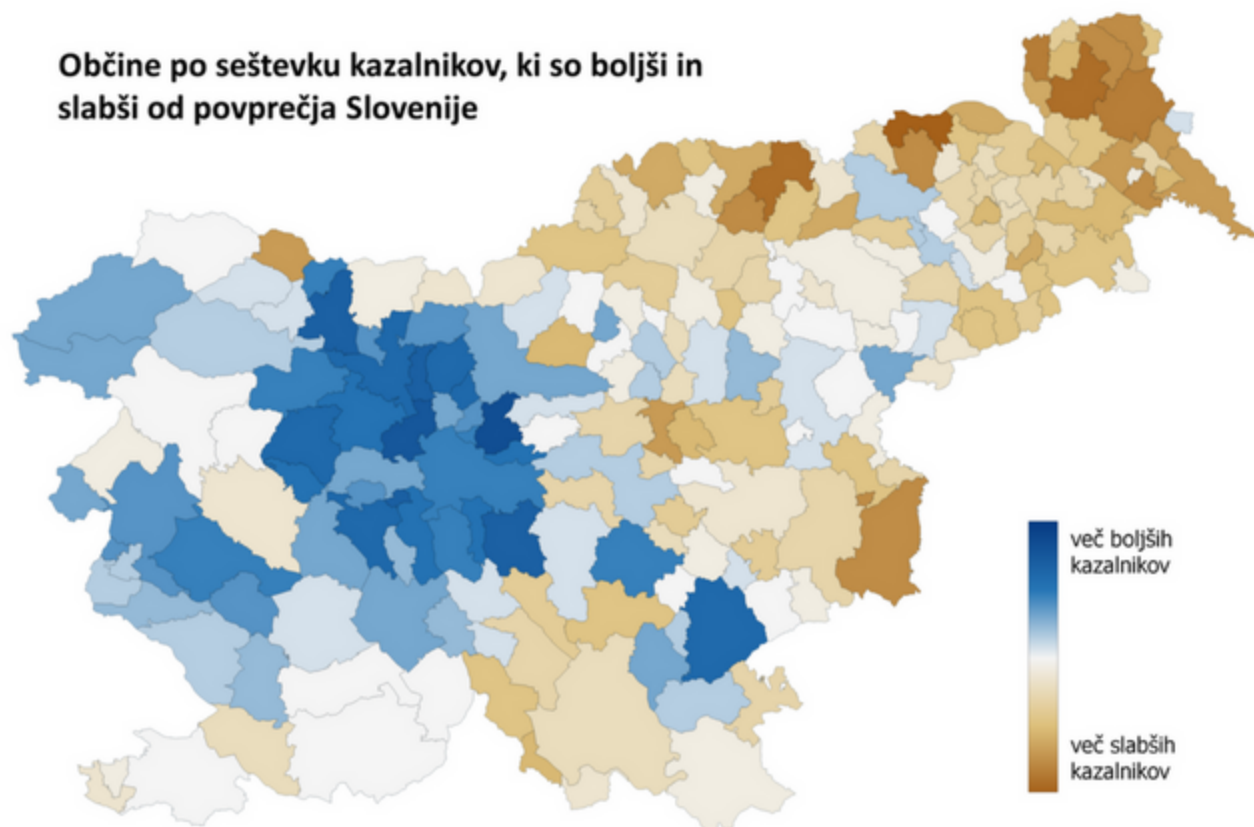 Občine po seštevku kazalnikov, ki so boljši in
slabši od povprečja Slovenije
več boljših
kazalnikov
več slabših
kazalnikov